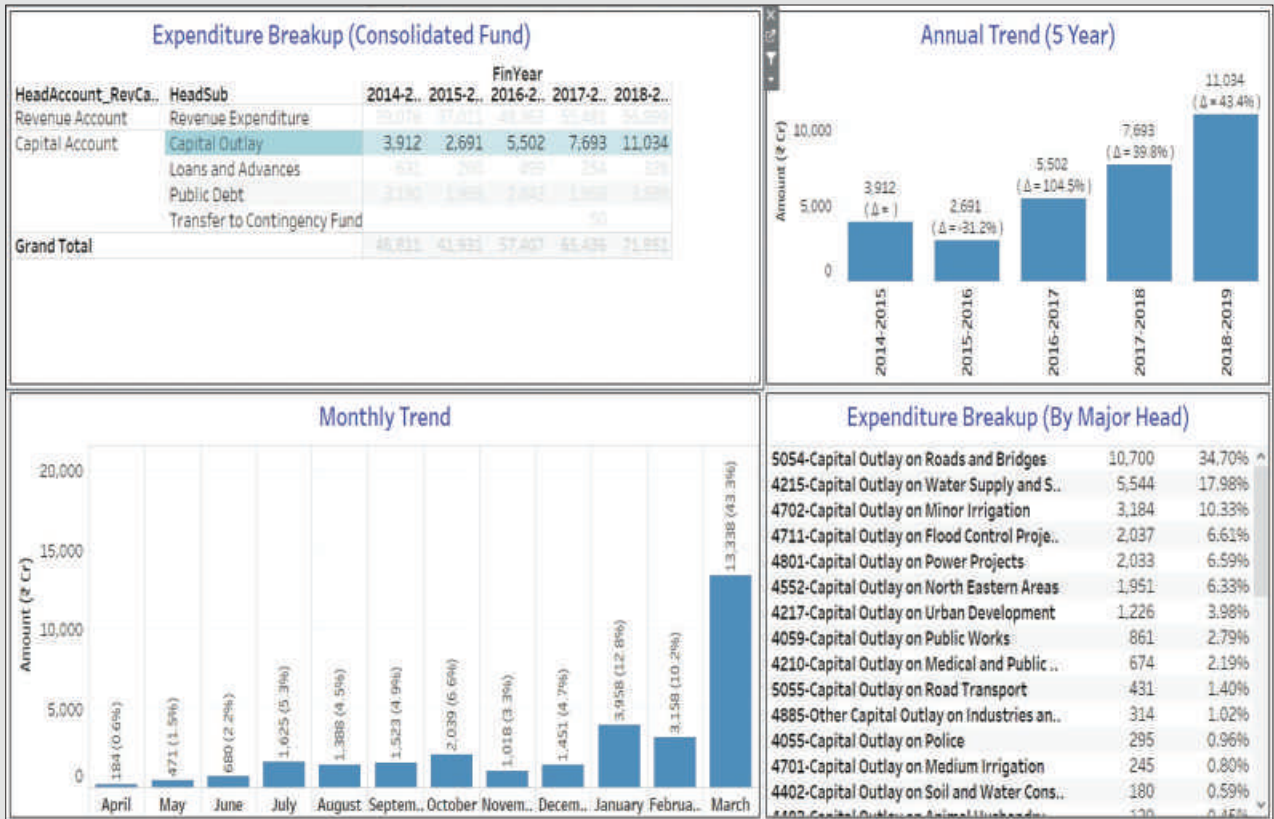 Expenditure Breakup (Consolidated Fund)
FinYear
HeadAccount_RevCa.. HeadSub 2014-2.. 2015-2.. 2016-2.. 2017-2.. 2018-2..
Revenue Account Revenue Expenditure
Capital Account Capital Outlay 3,912 2,691 5,502 7,693 11,034
Loans and Advances
Public Debt
Transfer to Contingency Fund
Grand Total 41,931 57,407 65,436
Annual Trend (5 Year)
Amount (₹ Cr)
10,000
5,000
0
3,912
(Δ = )
2,691
(Δ = -31.2%)
5,502
(Δ = 104.5%)
7,693
(Δ = 39.8%)
11,034
(Δ = 43.4%)
2014-2015
2015-2016
2016-2017
2017-2018
2018-2019
Monthly Trend
Amount (₹ Cr)
20,000
15,000
10,000
5,000
0
184 (0.6%)
471 (1.5%)
680 (2.2%)
1,625 (5.3%)
1,388 (4.5%)
1,523 (4.9%)
2,039 (6.6%)
1,018 (3.3%)
1,451 (4.7%)
3,958 (12.8%)
3,158 (10.2%)
13,338 (43.3%)
April May June July August Septem.. October Novem.. Decem.. January Februa.. March
Expenditure Breakup (By Major Head)
5054-Capital Outlay on Roads and Bridges 10,700 34.70%
4215-Capital Outlay on Water Supply and S.. 5,544 17.98%
4702-Capital Outlay on Minor Irrigation 3,184 10.33%
4711-Capital Outlay on Flood Control Proje.. 2,037 6.61%
4801-Capital Outlay on Power Projects 2,033 6.59%
4552-Capital Outlay on North Eastern Areas 1,951 6.33%
4217-Capital Outlay on Urban Development 1,226 3.98%
4059-Capital Outlay on Public Works 861 2.79%
4210-Capital Outlay on Medical and Public .. 674 2.19%
5055-Capital Outlay on Road Transport 431 1.40%
4885-Other Capital Outlay on Industries an.. 314 1.02%
4055-Capital Outlay on Police 295 0.96%
4701-Capital Outlay on Medium Irrigation 245 0.80%
4402-Capital Outlay on Soil and Water Cons.. 180 0.59%